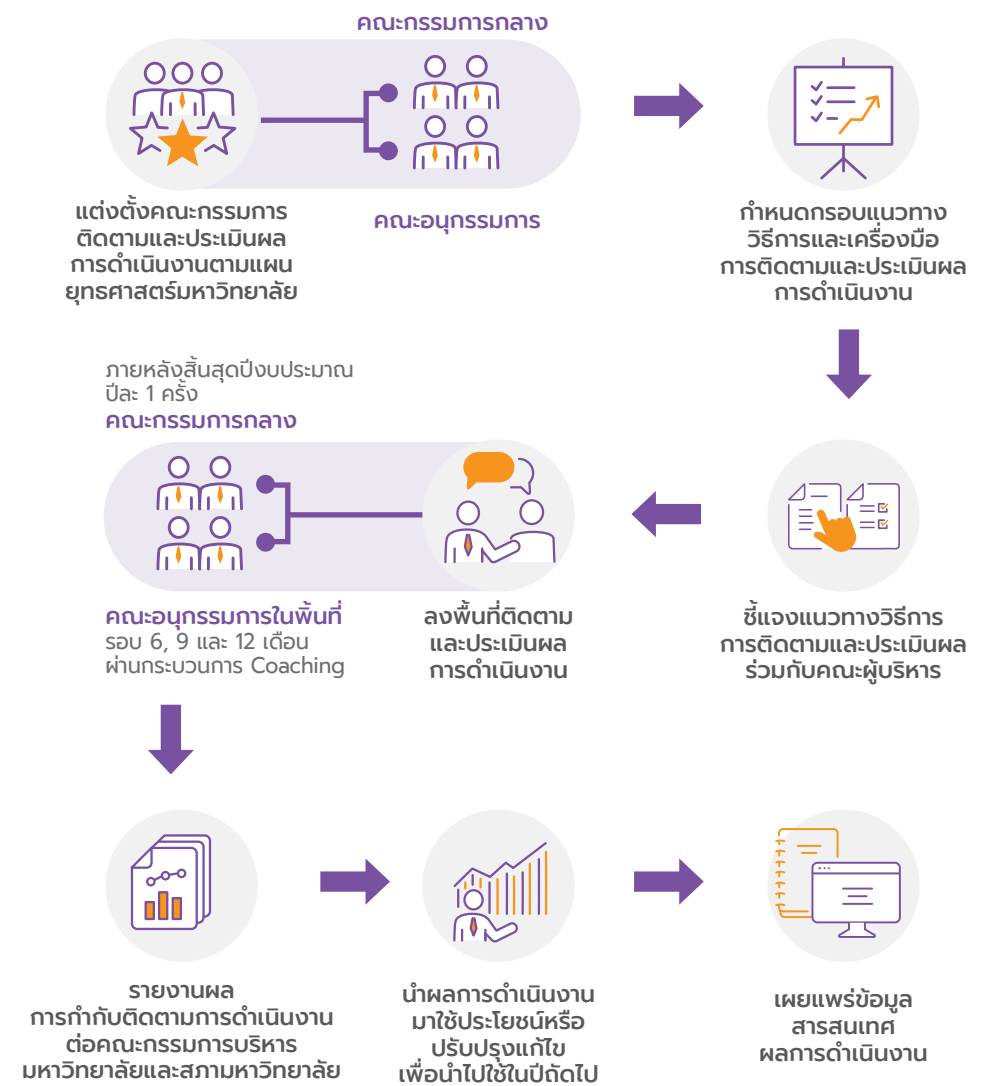 คณะกรรมการกลาง
คณะอนุกรรมการ
แต่งตั้งคณะกรรมการ
ติดตามและประเมินผล
การดำเนินงานตามแผน
ยุทธศาสตร์มหาวิทยาลัย
กำหนดกรอบแนวทาง
วิธีการและเครื่องมือ
การติดตามและประเมินผล
การดำเนินงาน
ชี้แจงแนวทางวิธีการ
การติดตามและประเมินผล
ร่วมกับคณะผู้บริหาร
ลงพื้นที่ติดตาม
และประเมินผล
การดำเนินงาน
ภายหลังสิ้นสุดปีงบประมาณ
ปีละ 1 ครั้ง
คณะกรรมการกลาง
คณะอนุกรรมการในพื้นที่
รอบ 6, 9 และ 12 เดือน
ผ่านกระบวนการ Coaching
รายงานผล
การกำกับติดตามการดำเนินงาน
ต่อคณะกรรมการบริหาร
มหาวิทยาลัยและสภามหาวิทยาลัย
นำผลการดำเนินงาน
มาใช้ประโยชน์หรือ
ปรับปรุงแก้ไข
เพื่อนำไปใช้ในปีถัดไป
เผยแพร่ข้อมูล
สารสนเทศ
ผลการดำเนินงาน